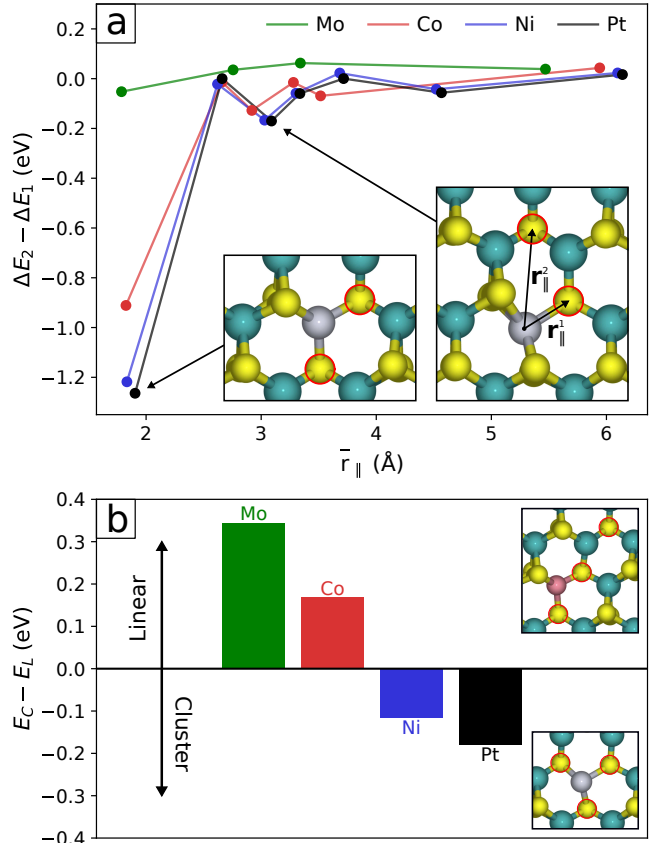 a
Mo Co Ni Pt
0.2
0.0
−0.2
−0.4
−0.6
−0.8
−1.0
−1.2
ΔE₂ − ΔE₁ (eV)
r∥²
r∥¹
2 3 4 5 6
r̅ ∥ (Å)
b
0.4
0.3
0.2
0.1
0.0
−0.1
−0.2
−0.3
−0.4
E_C − E_L (eV)
Linear
Cluster
Mo
Co
Ni
Pt